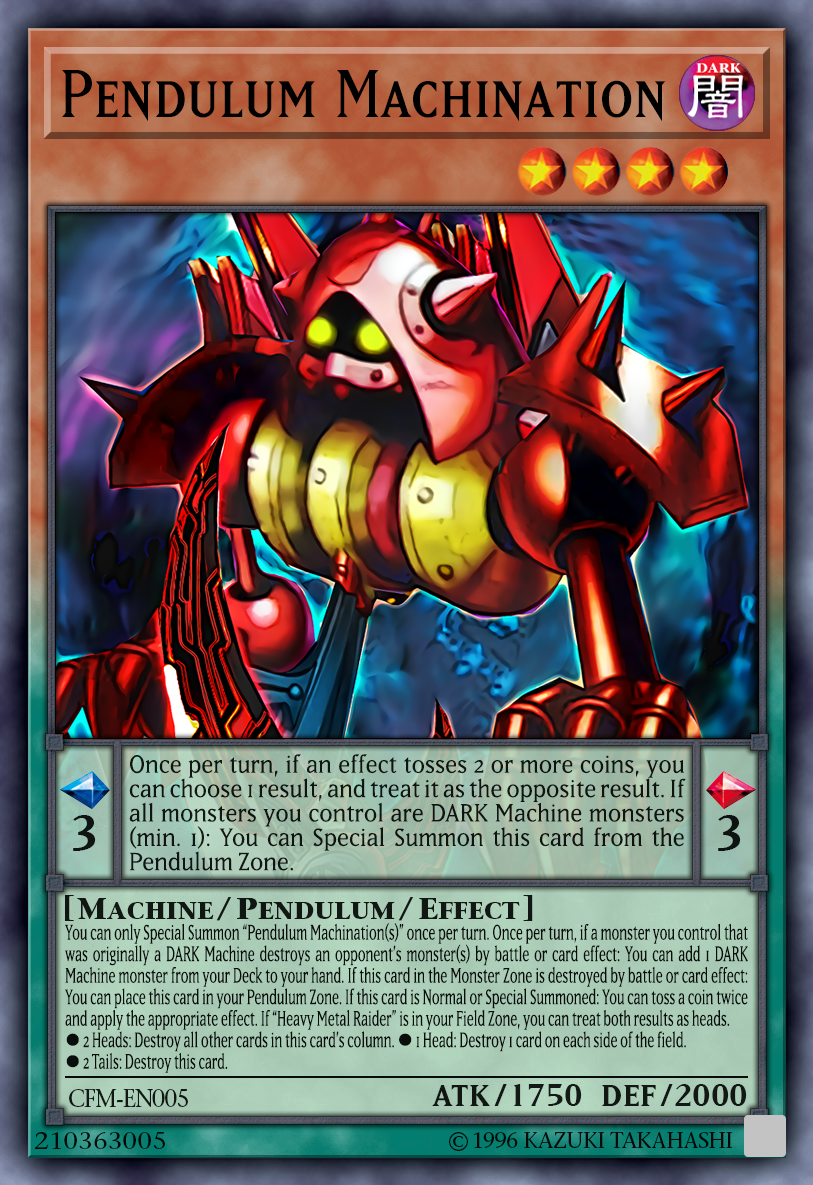 Pendulum Machination
DARK
闇
Once per turn, if an effect tosses 2 or more coins, you
can choose 1 result, and treat it as the opposite result. If
all monsters you control are DARK Machine monsters
(min. 1): You can Special Summon this card from the
Pendulum Zone.
3
3
[Machine/Pendulum/Effect]
You can only Special Summon “Pendulum Machination(s)” once per turn. Once per turn, if a monster you control that
was originally a DARK Machine destroys an opponent's monster(s) by battle or card effect: You can add 1 DARK
Machine monster from your Deck to your hand. If this card in the Monster Zone is destroyed by battle or card effect:
You can place this card in your Pendulum Zone. If this card is Normal or Special Summoned: You can toss a coin twice
and apply the appropriate effect. If “Heavy Metal Raider” is in your Field Zone, you can treat both results as heads.
● 2 Heads: Destroy all other cards in this card's column. ● 1 Head: Destroy 1 card on each side of the field.
● 2 Tails: Destroy this card.
CFM-EN005
ATK/1750 DEF/2000
210363005
© 1996 KAZUKI TAKAHASHI